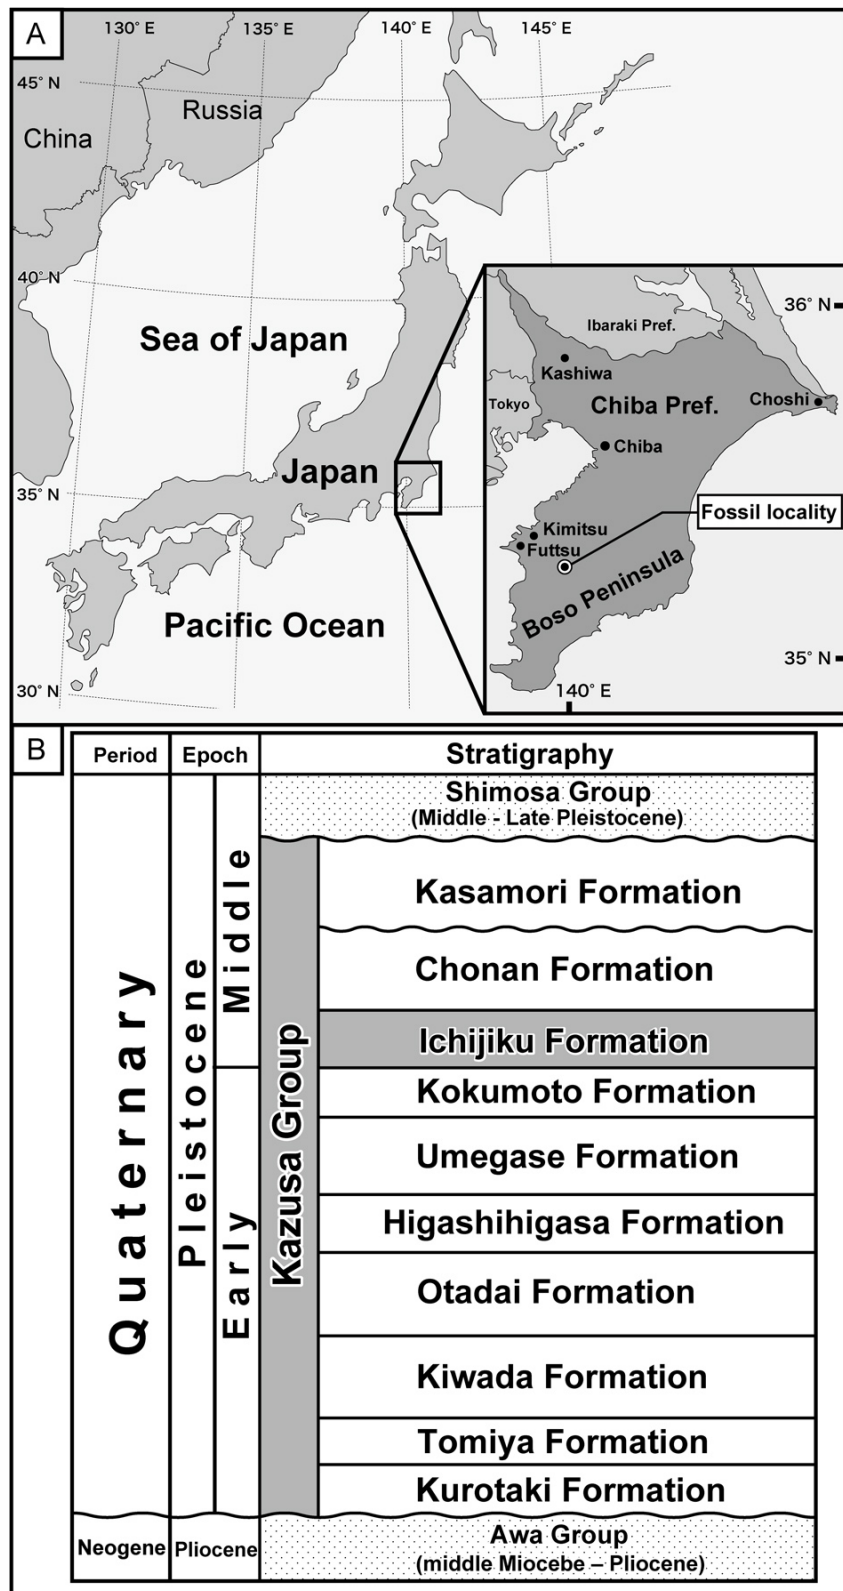 A
130° E
135° E
140° E
145° E
45° N
Russia
China
40° N
Sea of Japan
Japan
35° N
Pacific Ocean
30° N
36° N
Ibaraki Pref.
Kashiwa
Tokyo
Chiba Pref.
Choshi
Chiba
Fossil locality
Kimitsu
Futtsu
Boso Peninsula
35° N
140° E
B
Period
Epoch
Stratigraphy
Quaternary
Pleistocene
Middle
Early
Shimosa Group
(Middle - Late Pleistocene)
Kazusa Group
Kasamori Formation
Chonan Formation
Ichijiku Formation
Kokumoto Formation
Umegase Formation
Higashihigasa Formation
Otadai Formation
Kiwada Formation
Tomiya Formation
Kurotaki Formation
Neogene
Pliocene
Awa Group
(middle Miocebe – Pliocene)